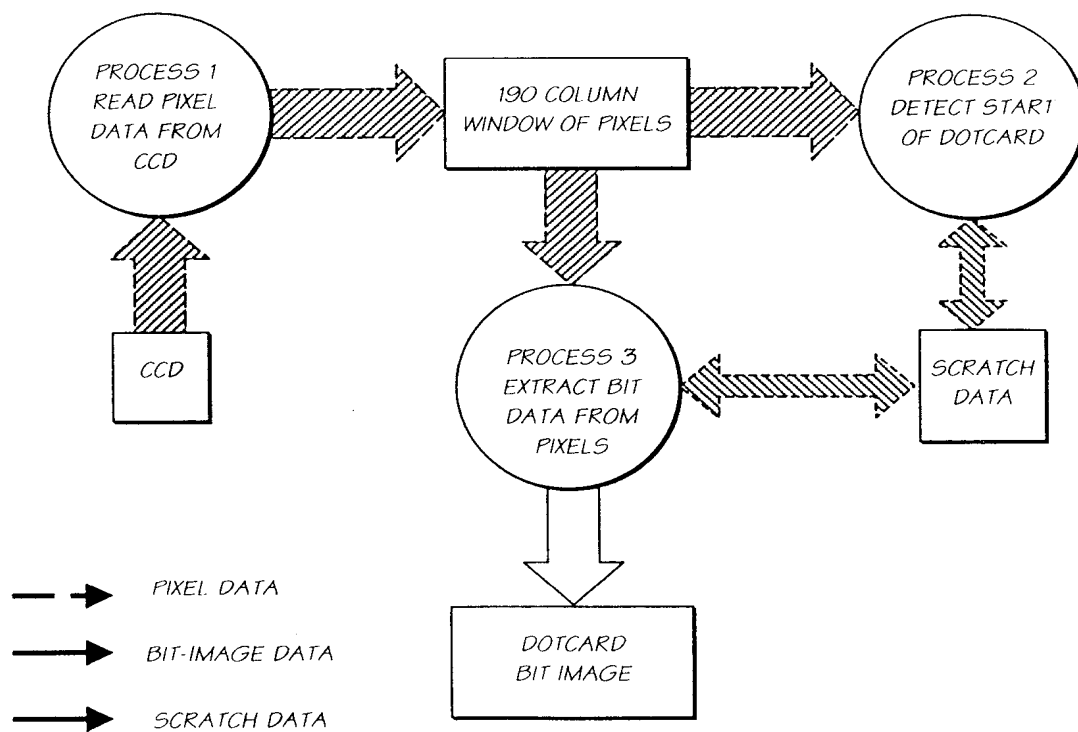 PROCESS 1
READ PIXEL
DATA FROM
CCD
190 COLUMN
WINDOW OF PIXELS
PROCESS 2
DETECT START
OF DOTCARD
CCD
PROCESS 3
EXTRACT BIT
DATA FROM
PIXELS
SCRATCH
DATA
DOTCARD
BIT IMAGE
PIXEL DATA
BIT-IMAGE DATA
SCRATCH DATA